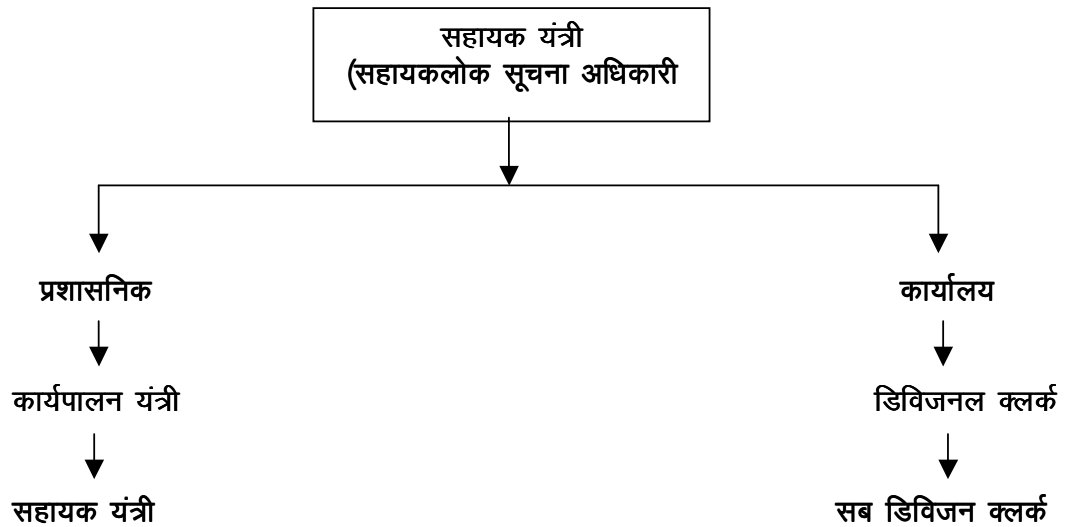 सहायक यंत्री
(सहायकलोक सूचना अधिकारी
प्रशासनिक
कार्यालय
कार्यपालन यंत्री
डिविजनल क्लर्क
सहायक यंत्री
सब डिविजन क्लर्क